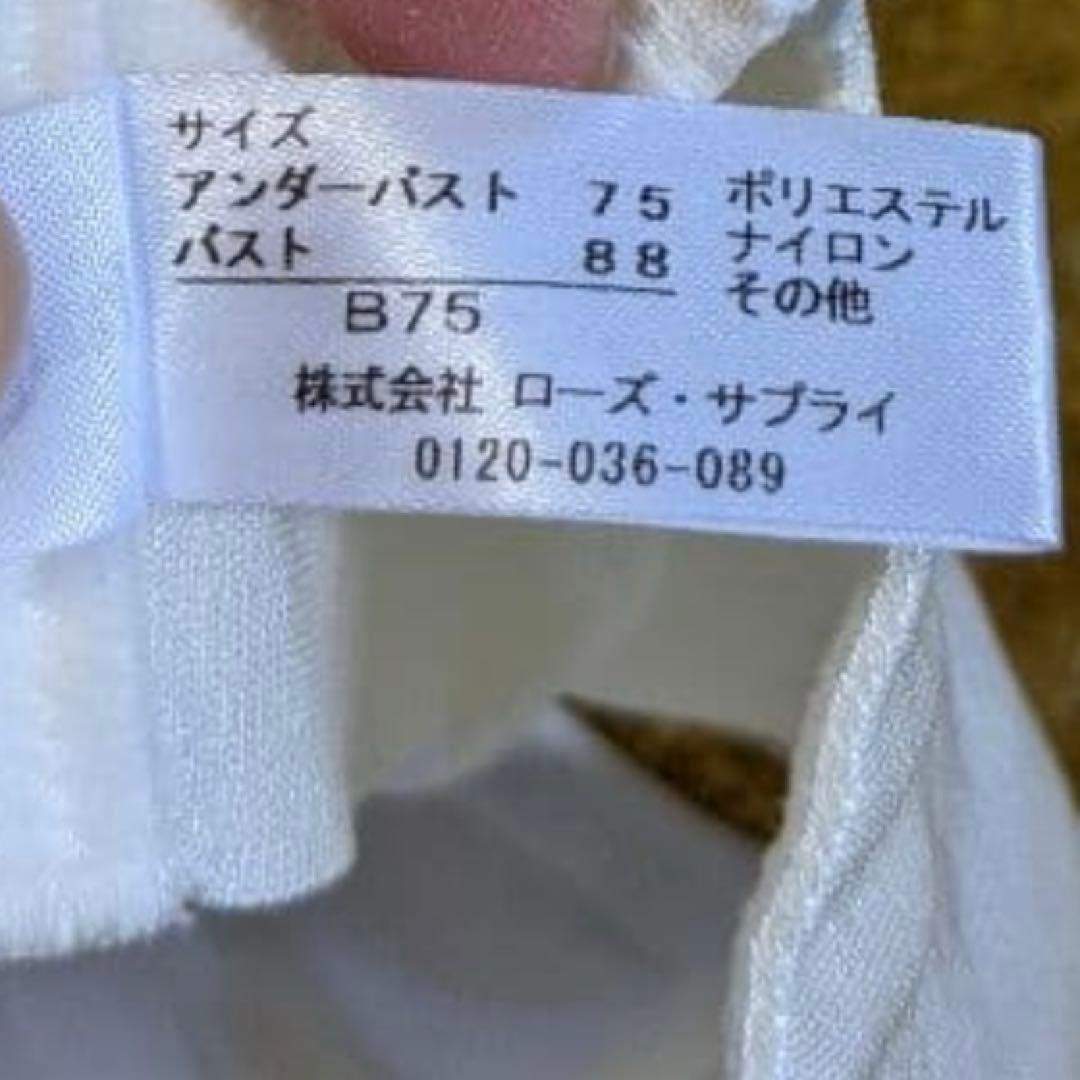 サイズ
アンダーバスト 75
バスト 88
B75
ポリエステル
ナイロン
その他
株式会社 ローズ・サプライ
0120-036-089